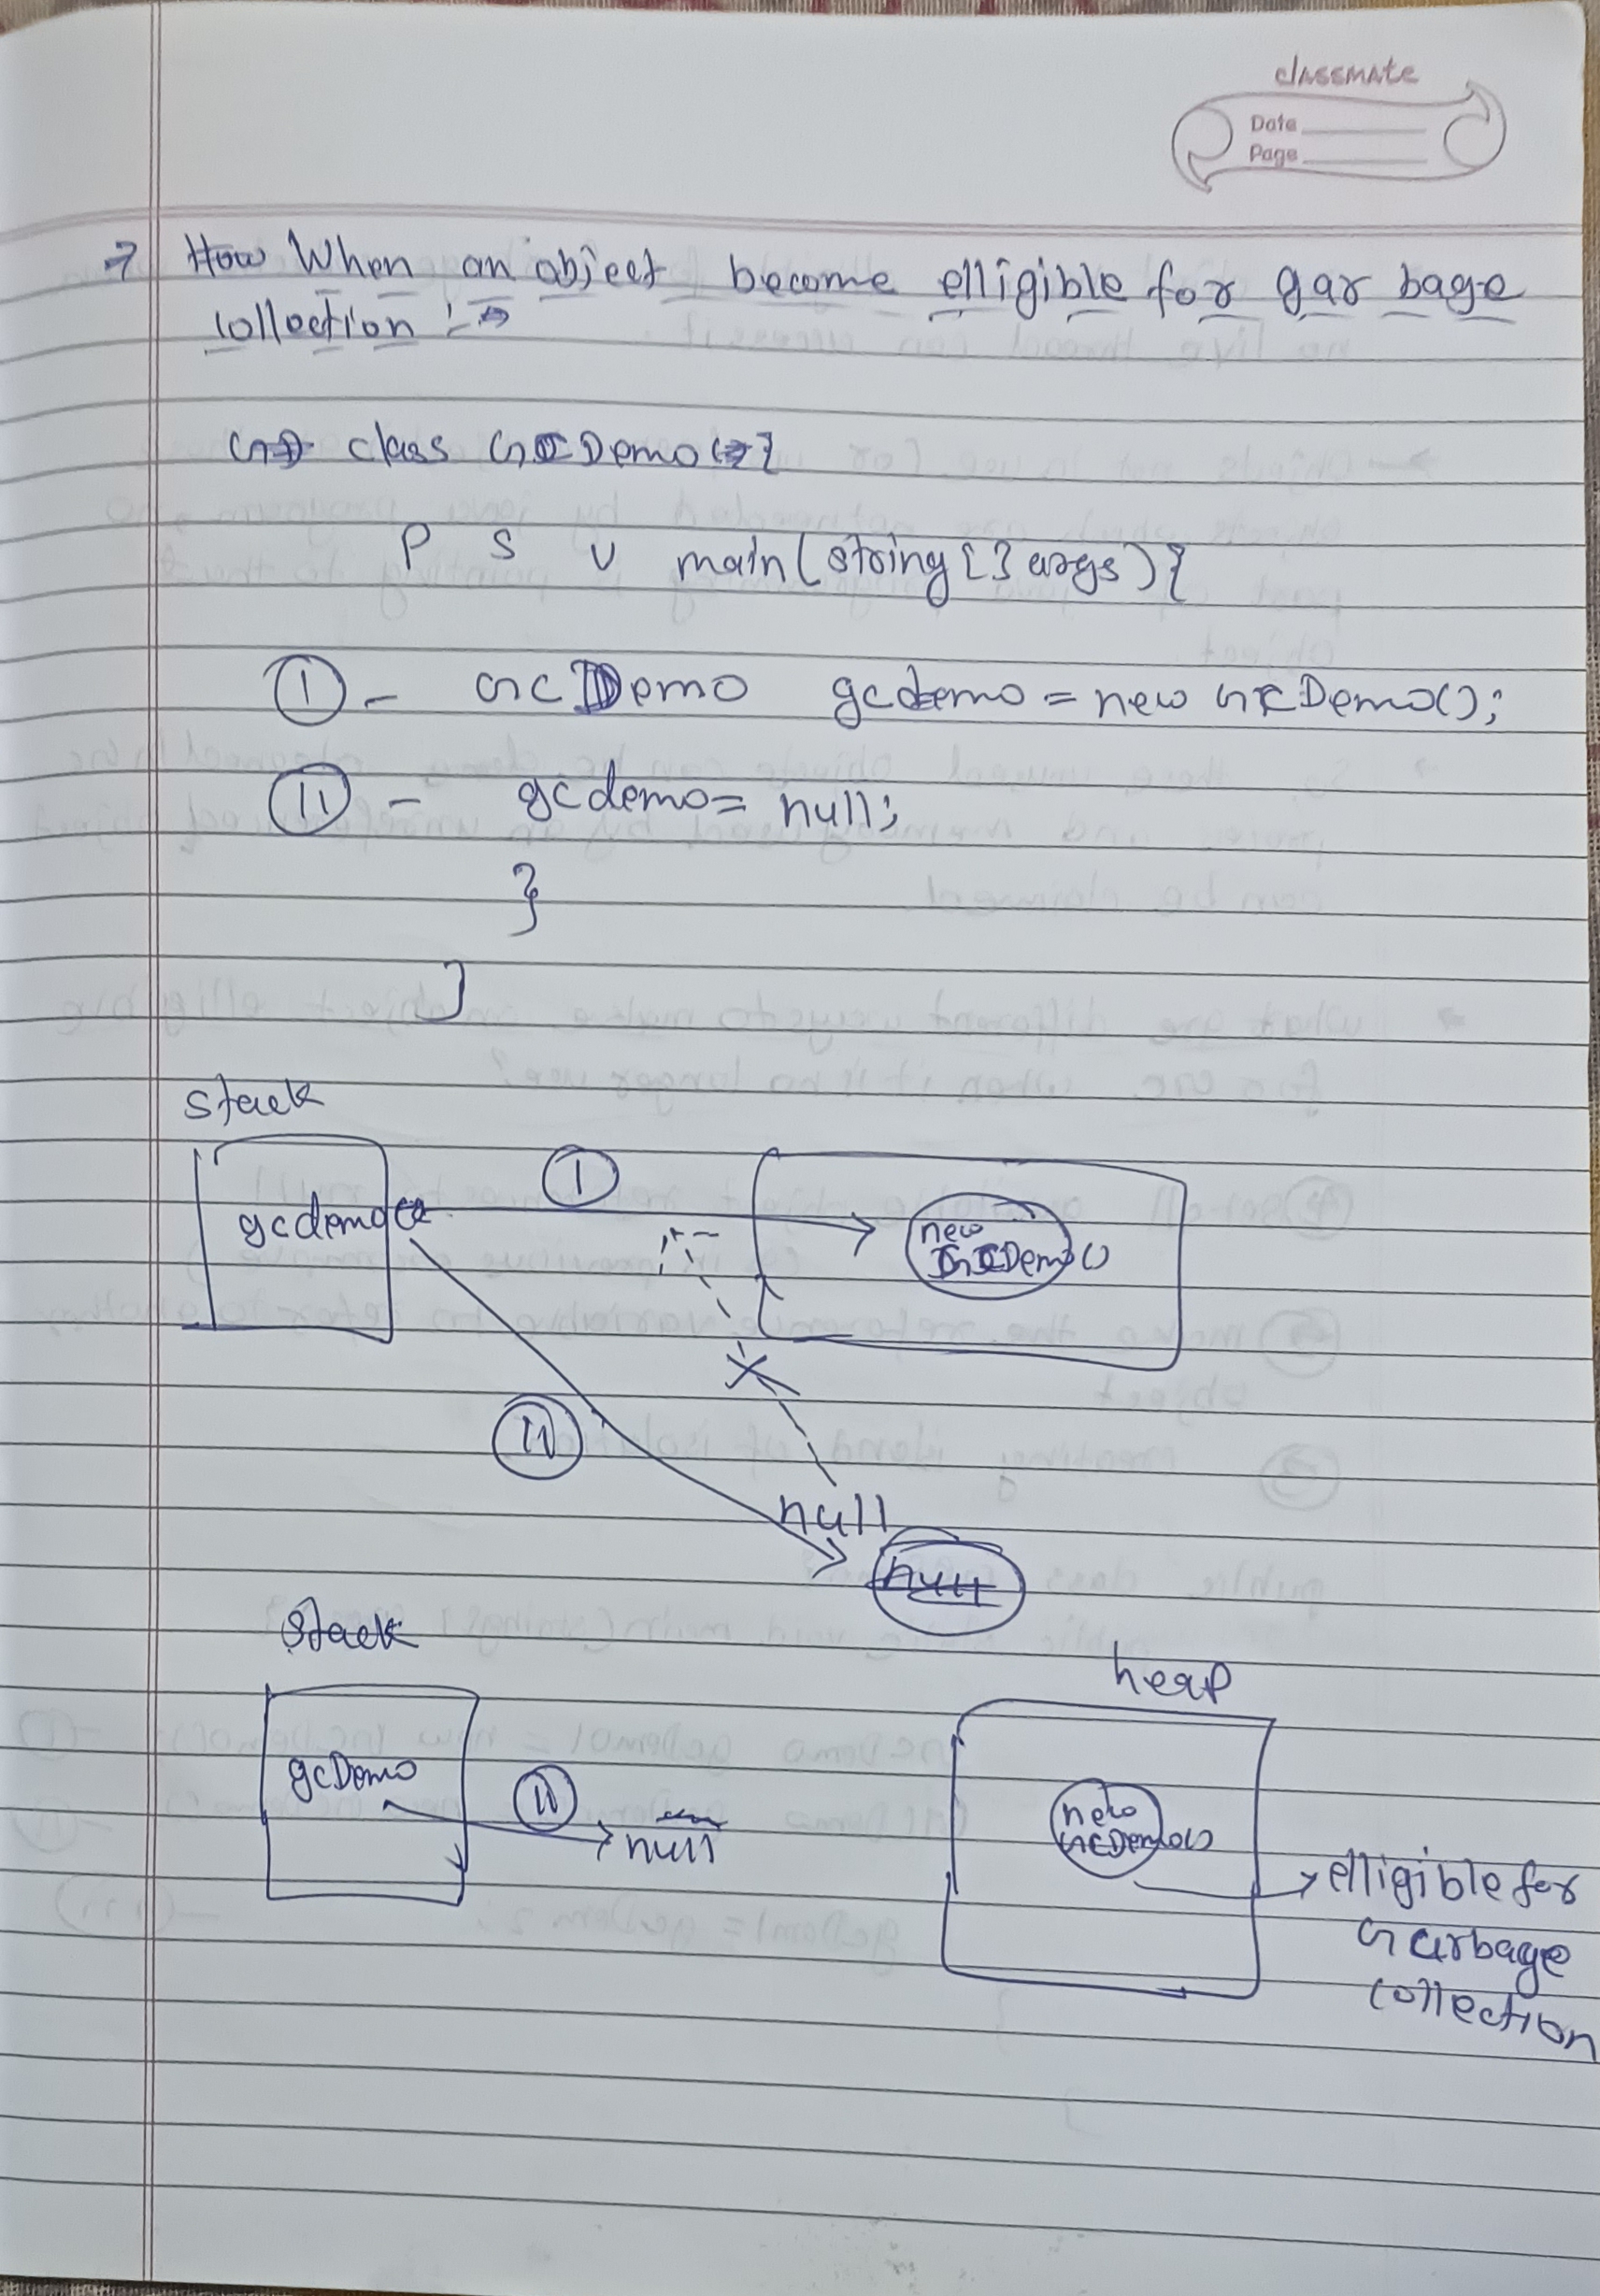 classmate
Date
Page
→ How When an object become elligible for gar bage
collection :→
class GCDemo {
P S V main(string[] args) {
(I) - GCDemo gcdemo = new GCDemo();
(II) - gcdemo = null;
}
}
stack
gcdemo
(I)
new
GCDemo()
(II)
null
null
Stack
heap
gcDemo
(II)
null
new
GCDemo()
elligible for
Garbage
collection